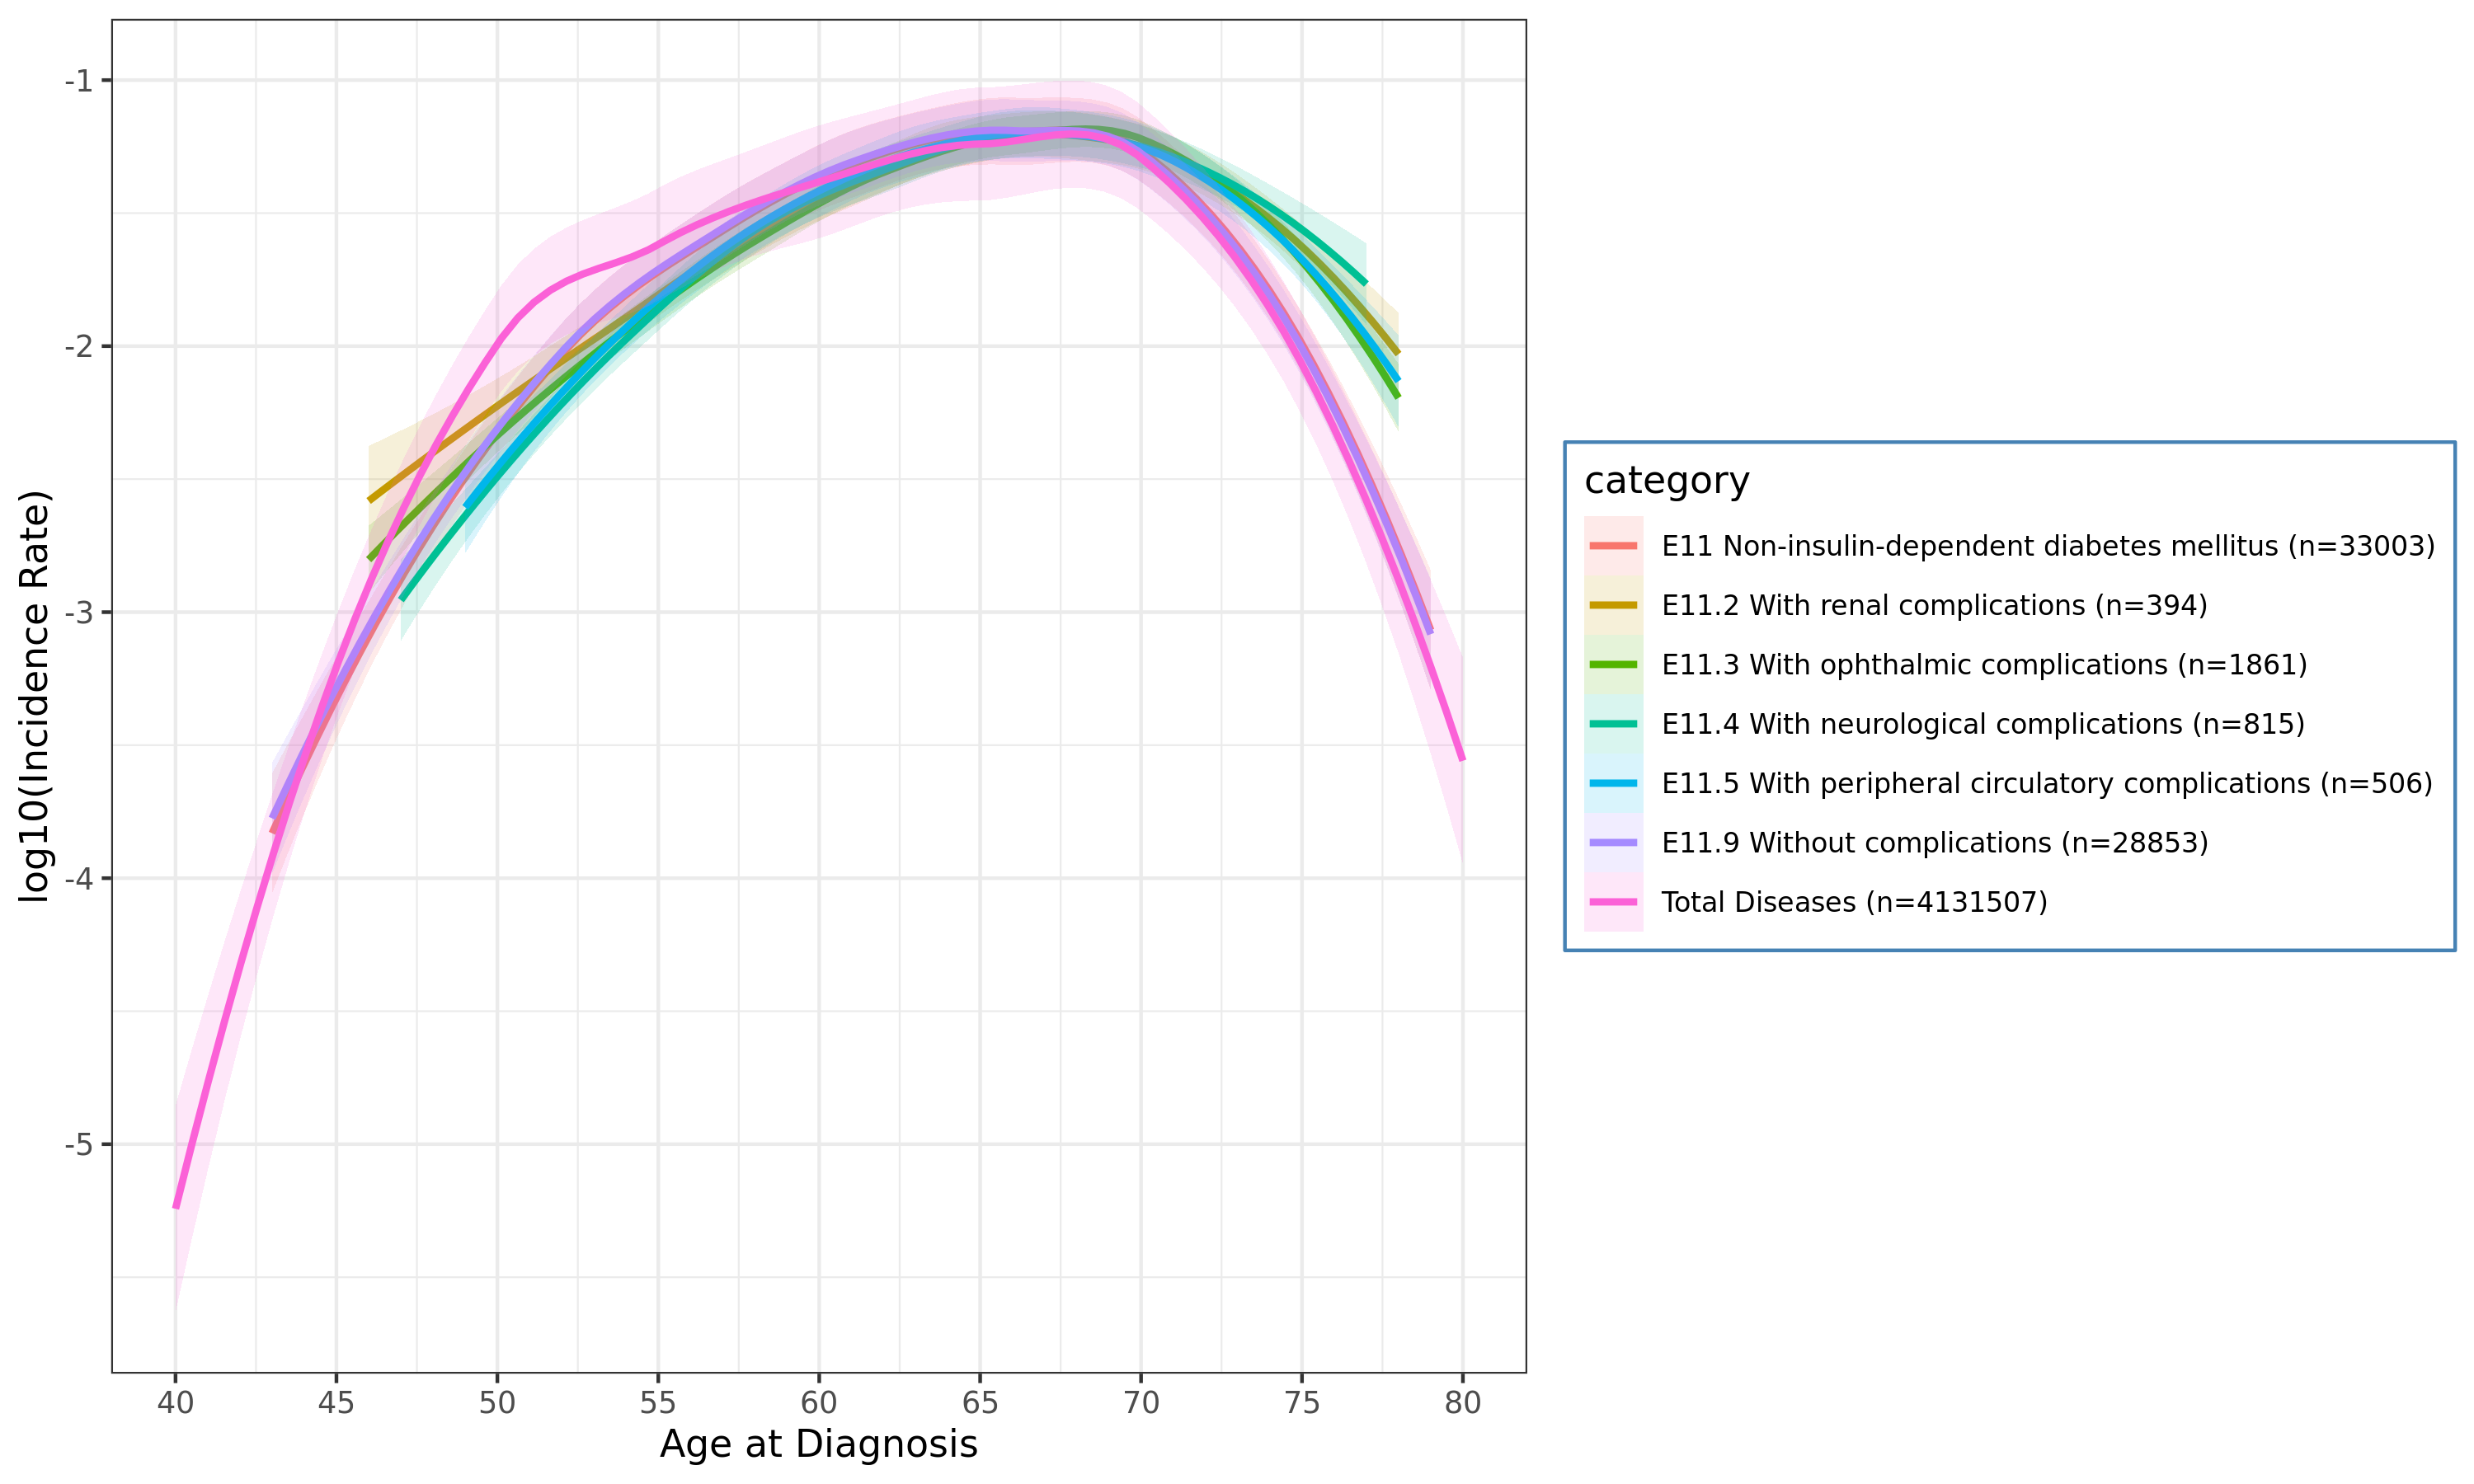 -1
-2
-3
-4
-5
log10(Incidence Rate)
40 45 50 55 60 65 70 75 80
Age at Diagnosis
category
E11 Non-insulin-dependent diabetes mellitus (n=33003)
E11.2 With renal complications (n=394)
E11.3 With ophthalmic complications (n=1861)
E11.4 With neurological complications (n=815)
E11.5 With peripheral circulatory complications (n=506)
E11.9 Without complications (n=28853)
Total Diseases (n=4131507)